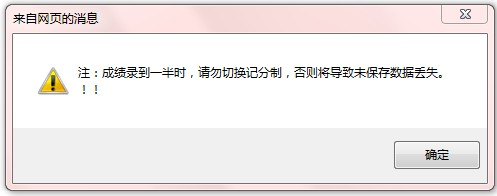 来自网页的消息
注：成绩录到一半时，请勿切换记分制，否则将导致未保存数据丢失。
！！
确定